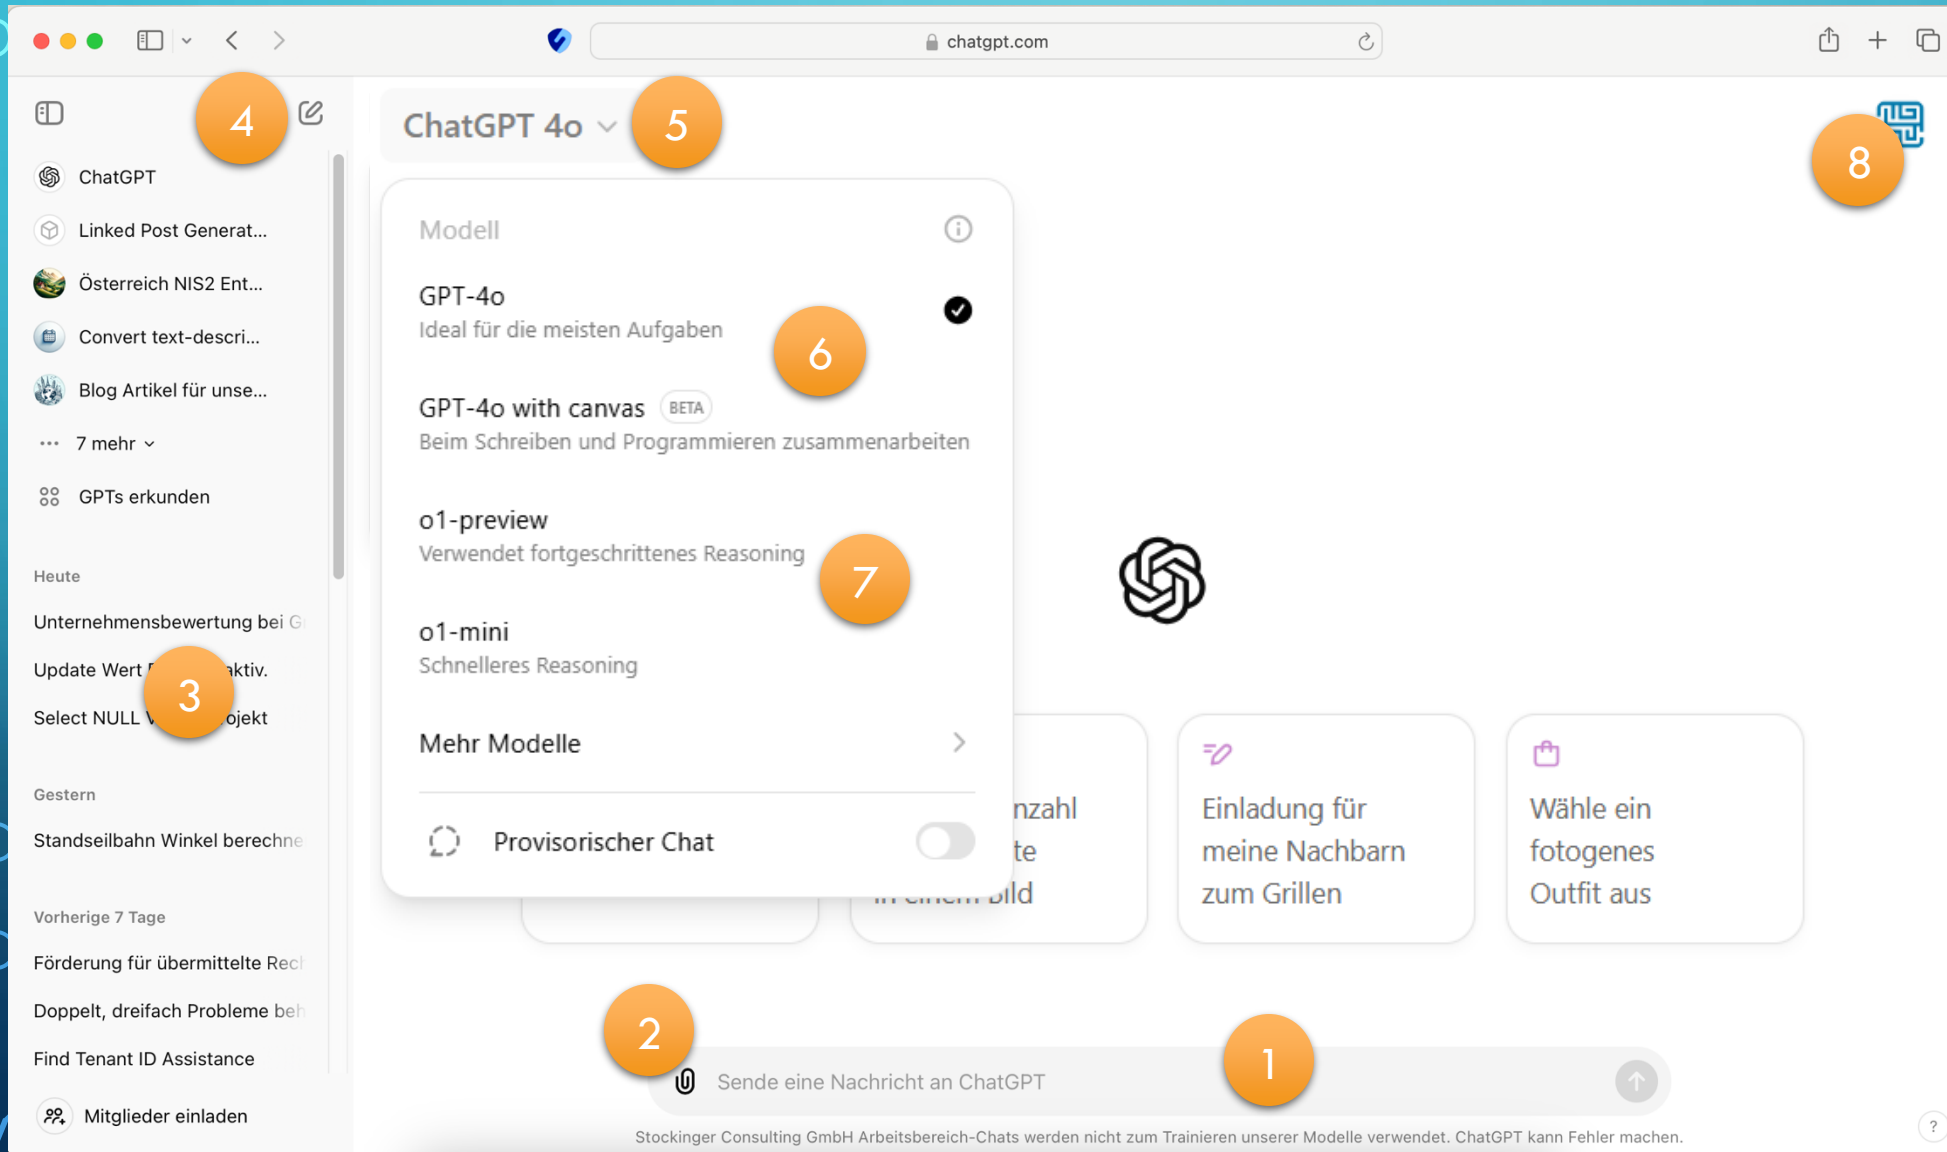 chatgpt.com
4
ChatGPT 4o
5
8
ChatGPT
Linked Post Generat...
Österreich NIS2 Ent...
Convert text-descri...
Blog Artikel für unse...
7 mehr
GPTs erkunden
Heute
Unternehmensbewertung bei
Update Wert
aktiv.
3
Select NULL
ojekt
Gestern
Standseilbahn Winkel berechne
Vorherige 7 Tage
Förderung für übermittelte Rech
Doppelt, dreifach Probleme beh
Find Tenant ID Assistance
Mitglieder einladen
Modell
GPT-4o
Ideal für die meisten Aufgaben
6
GPT-4o with canvas BETA
Beim Schreiben und Programmieren zusammenarbeiten
o1-preview
Verwendet fortgeschrittenes Reasoning
7
o1-mini
Schnelleres Reasoning
Mehr Modelle
Provisorischer Chat
nzahl
te
in einem Bild
Einladung für
meine Nachbarn
zum Grillen
Wähle ein
fotogenes
Outfit aus
2
1
Sende eine Nachricht an ChatGPT
Stockinger Consulting GmbH Arbeitsbereich-Chats werden nicht zum Trainieren unserer Modelle verwendet. ChatGPT kann Fehler machen.
?